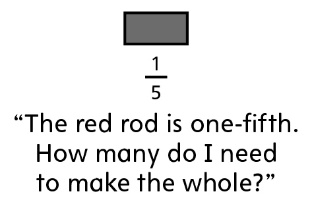 1
5
“The red rod is one-fifth.
How many do I need
to make the whole?”